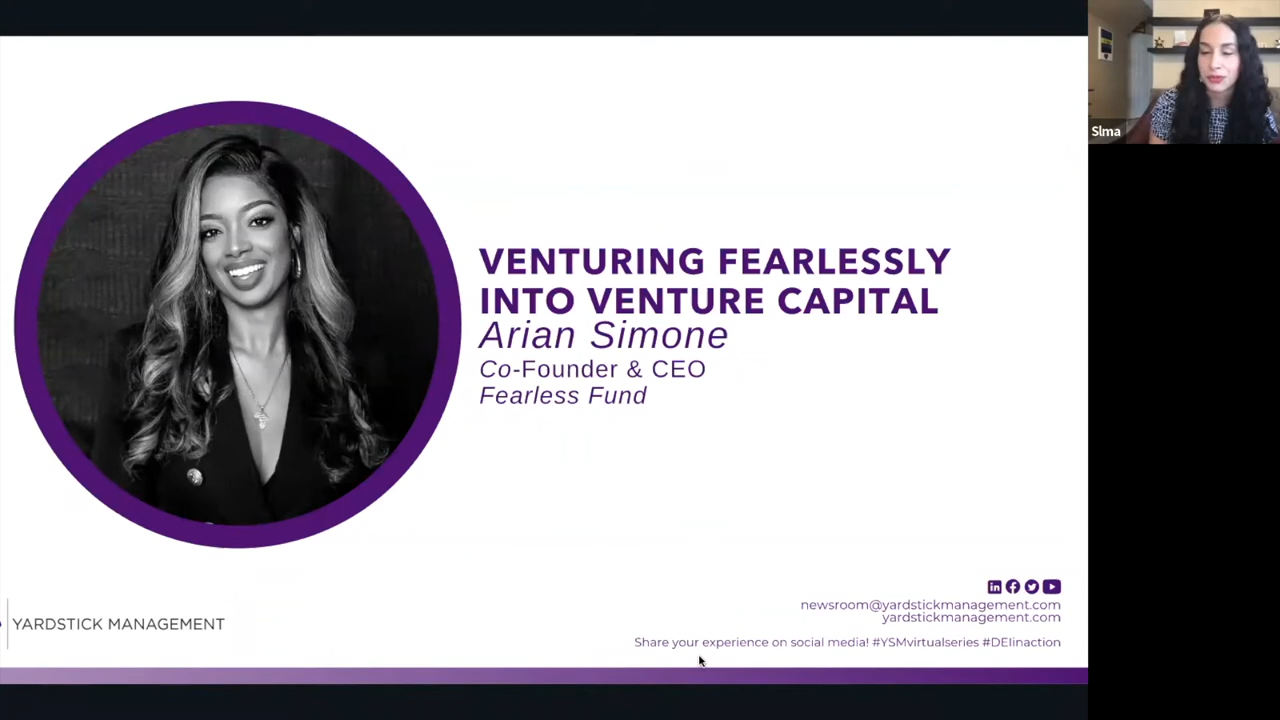 Slma
VENTURING FEARLESSLY
INTO VENTURE CAPITAL
Arian Simone
Co-Founder & CEO
Fearless Fund
YARDSTICK MANAGEMENT
newsroom@yardstickmanagement.com
yardstickmanagement.com
Share your experience on social media! #YSMvirtualseries #DEIinaction